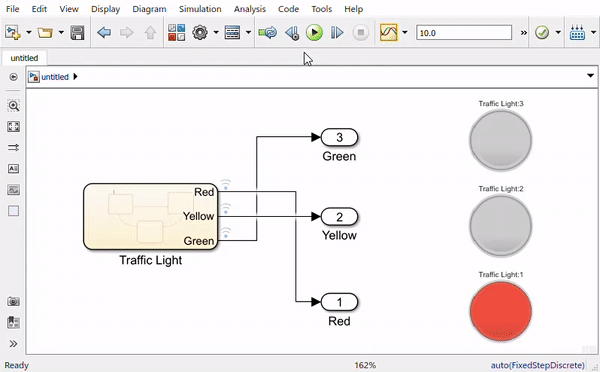 File Edit View Display Diagram Simulation Analysis Code Tools Help
10.0
untitled
untitled
Traffic Light:3
3
Green
Red
Traffic Light:2
Yellow
2
Green
Yellow
Traffic Light
Traffic Light:1
1
Red
Ready 162% auto(FixedStepDiscrete)